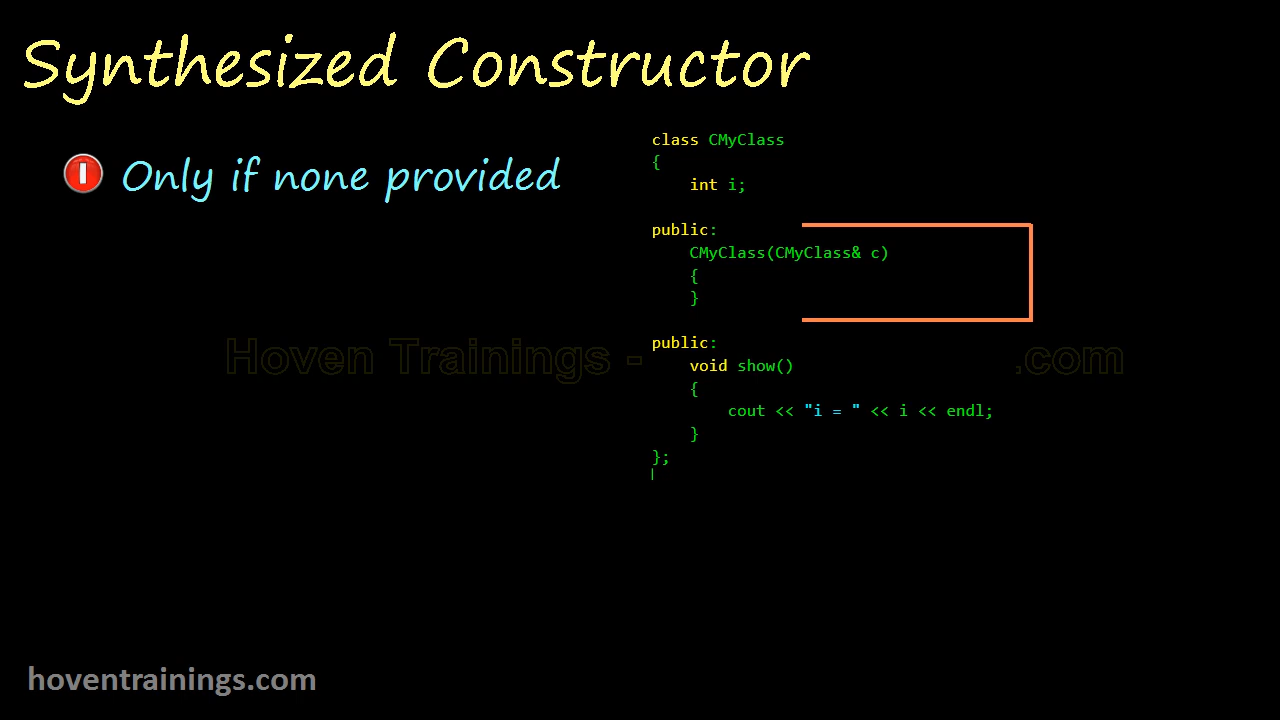 Synthesized Constructor
1 Only if none provided
class CMyClass
{
int i;
public:
CMyClass(CMyClass& c)
{
}
public:
void show()
{
cout << "i = " << i << endl;
}
};
Hoven Trainings - .com
hoventrainings.com